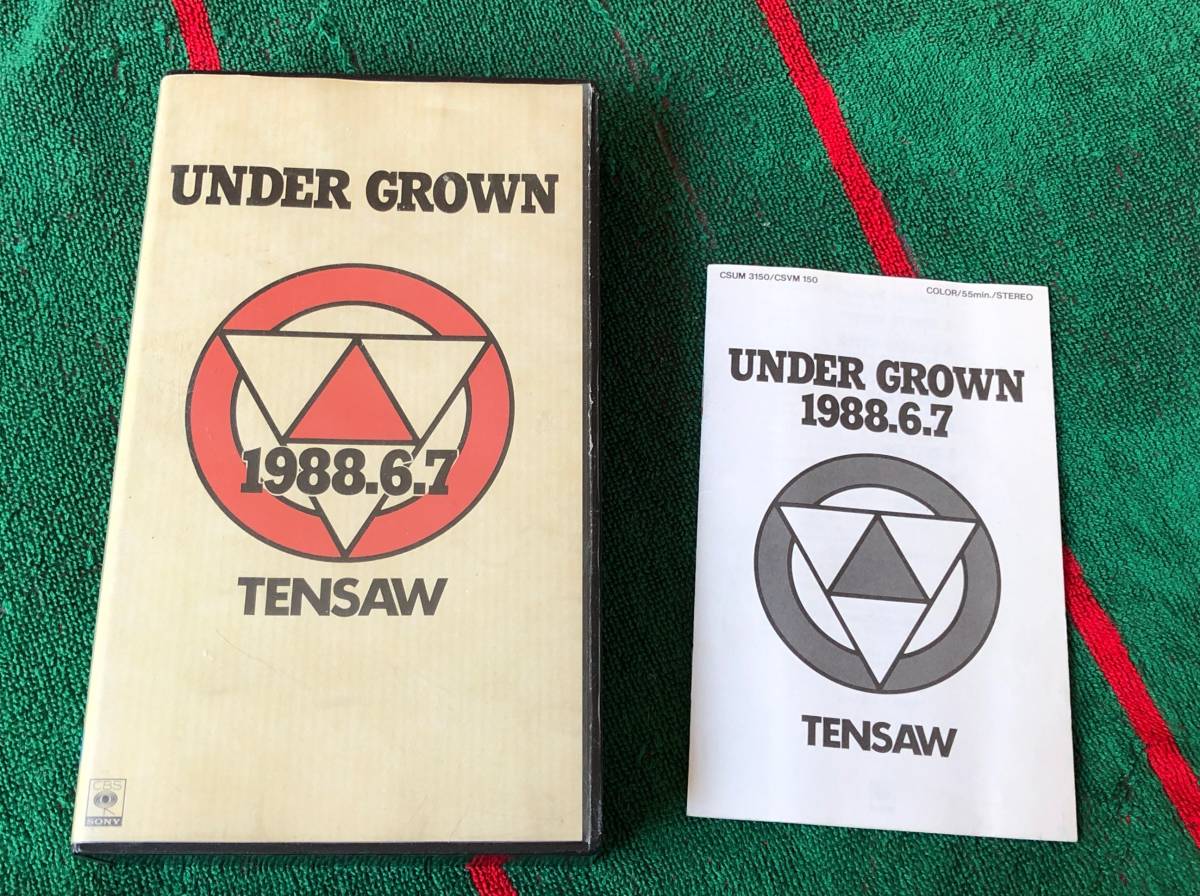 UNDER GROWN
1988.6.7
TENSAW
CBS
SONY
CSUM 3150/CSVM 150
COLOR/55min./STEREO
UNDER GROWN
1988.6.7
TENSAW